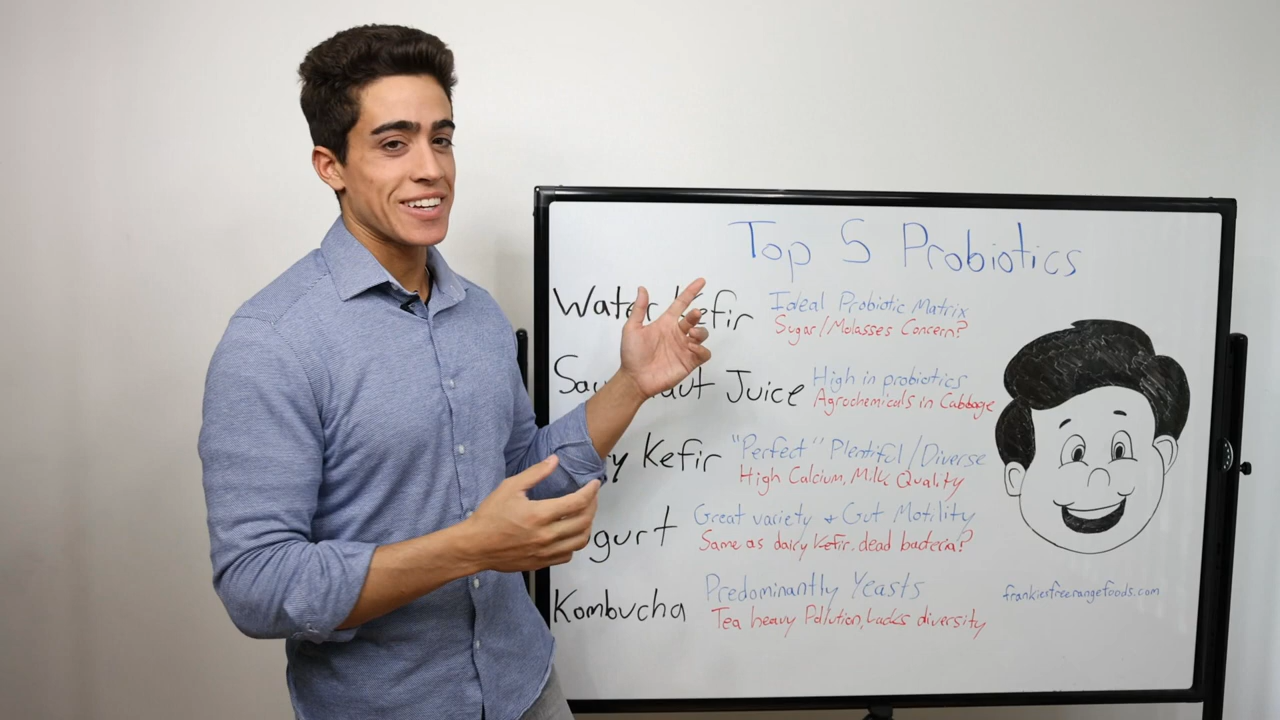 Top 5 Probiotics
Ideal Probiotic Matrix
Sugar/Molasses Concern?
Juice
High in probiotics
Agrochemicals in Cabbage
Kefir
"Perfect" Plentiful/Diverse
High Calcium, Milk Quality
Great variety + Gut Motility
Same as dairy Kefir. dead bacteria?
Kombucha
Predominantly Yeasts
Tea heavy Pollution, Lacks diversity
frankiesfreerangefoods.com